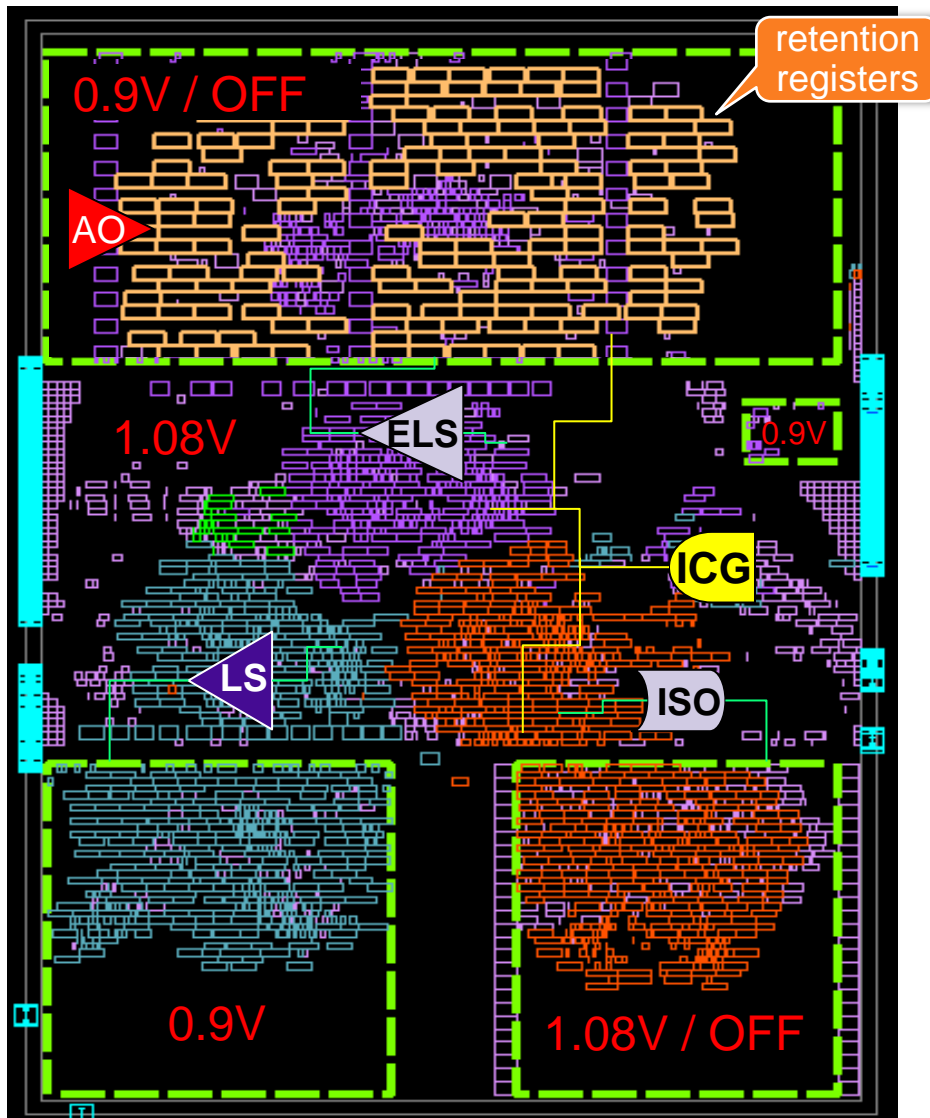 retention
registers
0.9V / OFF
AO
1.08V
ELS
0.9V
ICG
LS
ISO
0.9V
1.08V / OFF